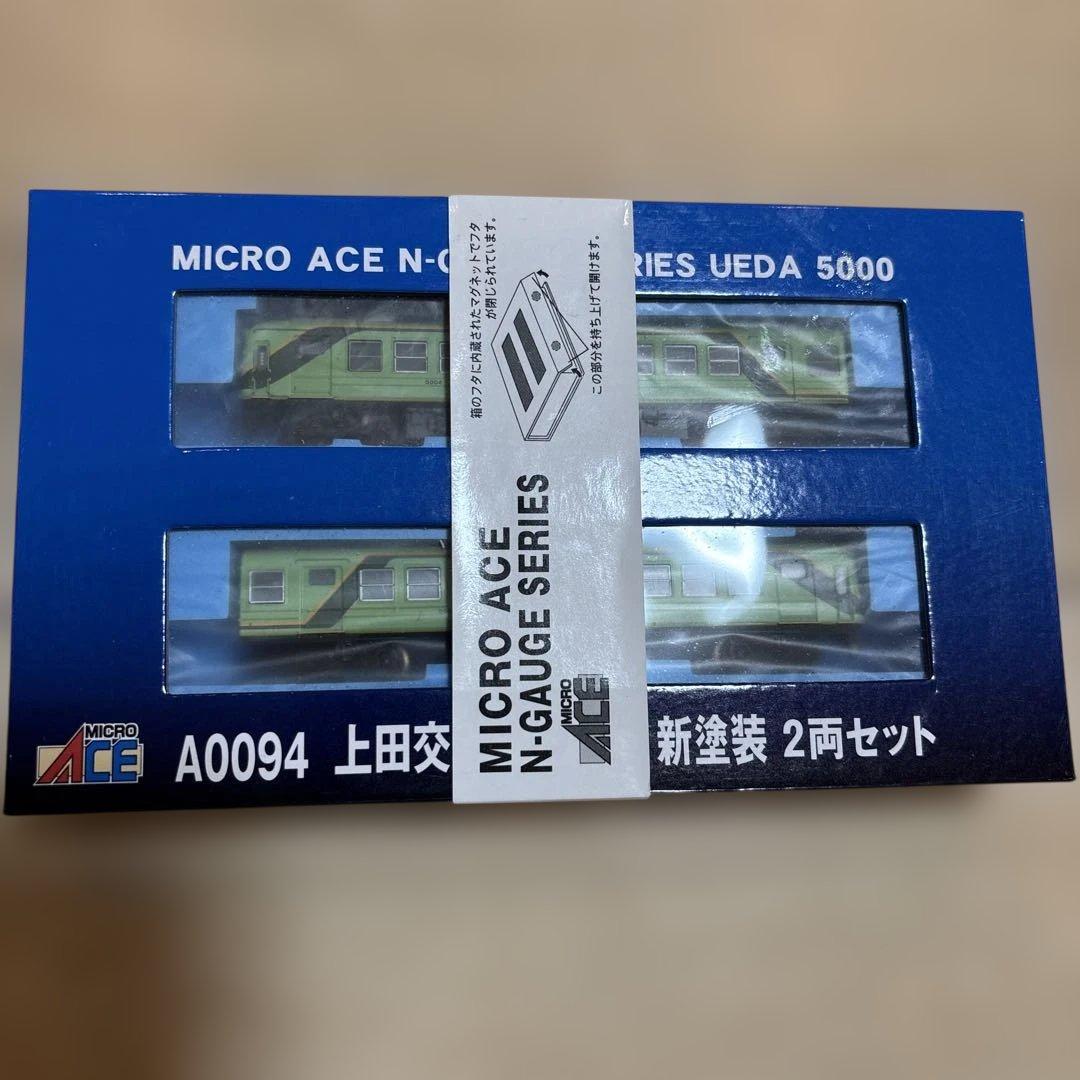 MICRO ACE N-G
RIES UEDA 5000
箱のフタに内蔵されたマグネットでフタ
が閉じられています。
この部分を持ち上げて開けます。
5004
MICRO ACE
N-GAUGE SERIES
MICRO
ACE
MICRO
ACE
A0094 上田交
新塗装 2両セット